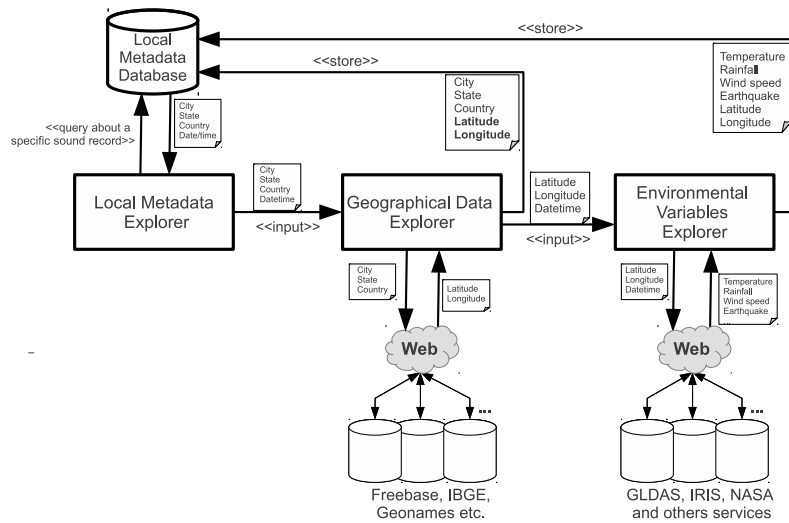 Local
Metadata
Database
<<store>>
<<store>>
City
State
Country
Latitude
Longitude
Temperature
Rainfall
Wind speed
Earthquake
Latitude
Longitude
<<query about a
specific sound record>>
City
State
Country
Date/time
Local Metadata
Explorer
City
State
Country
Datetime
<<input>>
Geographical Data
Explorer
Latitude
Longitude
Datetime
<<input>>
Environmental
Variables
Explorer
City
State
Country
Latitude
Longitude
Latitude
Longitude
Datetime
Temperature
Rainfall
Wind speed
Earthquake
...
Web
Web
...
...
Freebase, IBGE,
Geonames etc.
GLDAS, IRIS, NASA
and others services